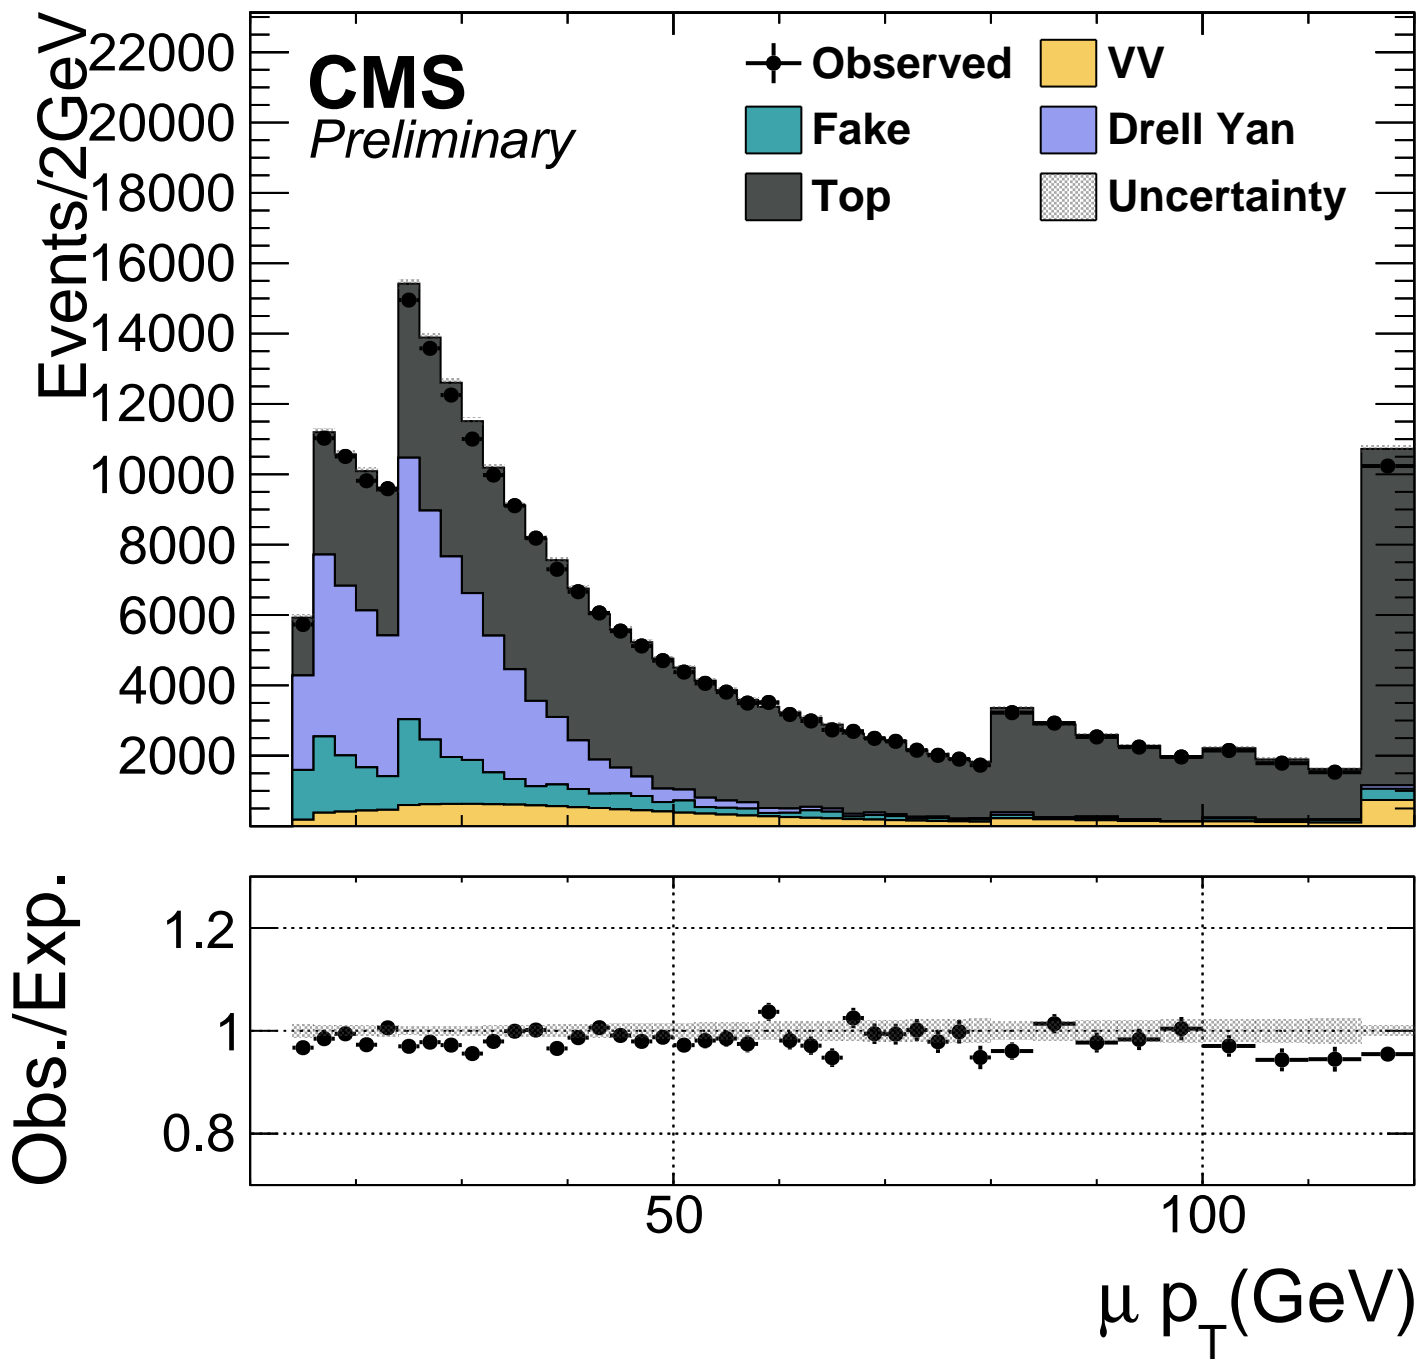 CMS
Preliminary
Observed
VV
Fake
Drell Yan
Top
Uncertainty
Events/2GeV
22000
20000
18000
16000
14000
12000
10000
8000
6000
4000
2000
Obs./Exp.
1.2
1
0.8
50
100
μ p_T(GeV)